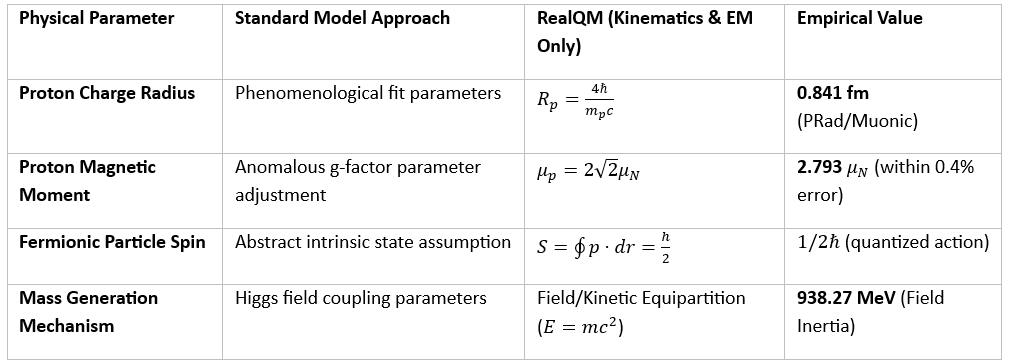 Physical Parameter
Standard Model Approach
RealQM (Kinematics & EM
Only)
Empirical Value
Proton Charge Radius
Phenomenological fit parameters
Rₚ = 4ℏ/mₚc
0.841 fm
(PRad/Muonic)
Proton Magnetic
Moment
Anomalous g-factor parameter
adjustment
μₚ = 2√2μ_N
2.793 μ_N (within 0.4%
error)
Fermionic Particle Spin
Abstract intrinsic state assumption
S = ∮p · dr = h/2
1/2ℏ (quantized action)
Mass Generation
Mechanism
Higgs field coupling parameters
Field/Kinetic Equipartition
(E = mc²)
938.27 MeV (Field
Inertia)